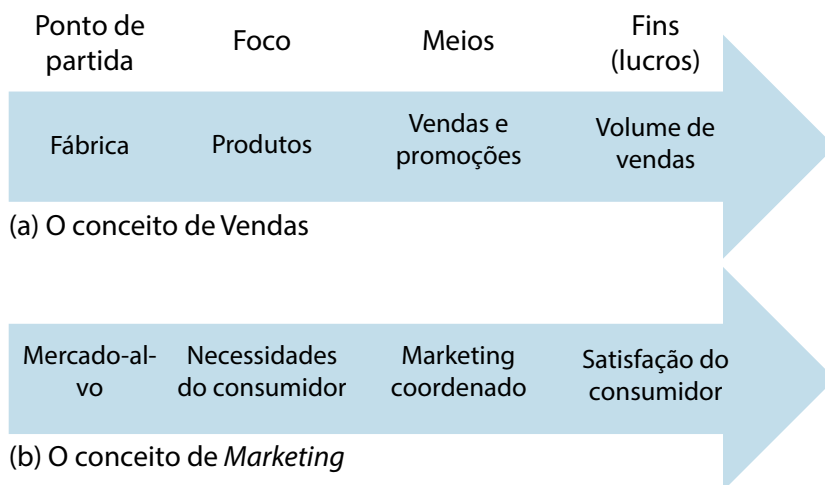 Ponto de
partida
Foco
Meios
Fins
(lucros)
Fábrica
Produtos
Vendas e
promoções
Volume de
vendas
(a) O conceito de Vendas
Mercado-al-
vo
Necessidades
do consumidor
Marketing
coordenado
Satisfação do
consumidor
(b) O conceito de Marketing